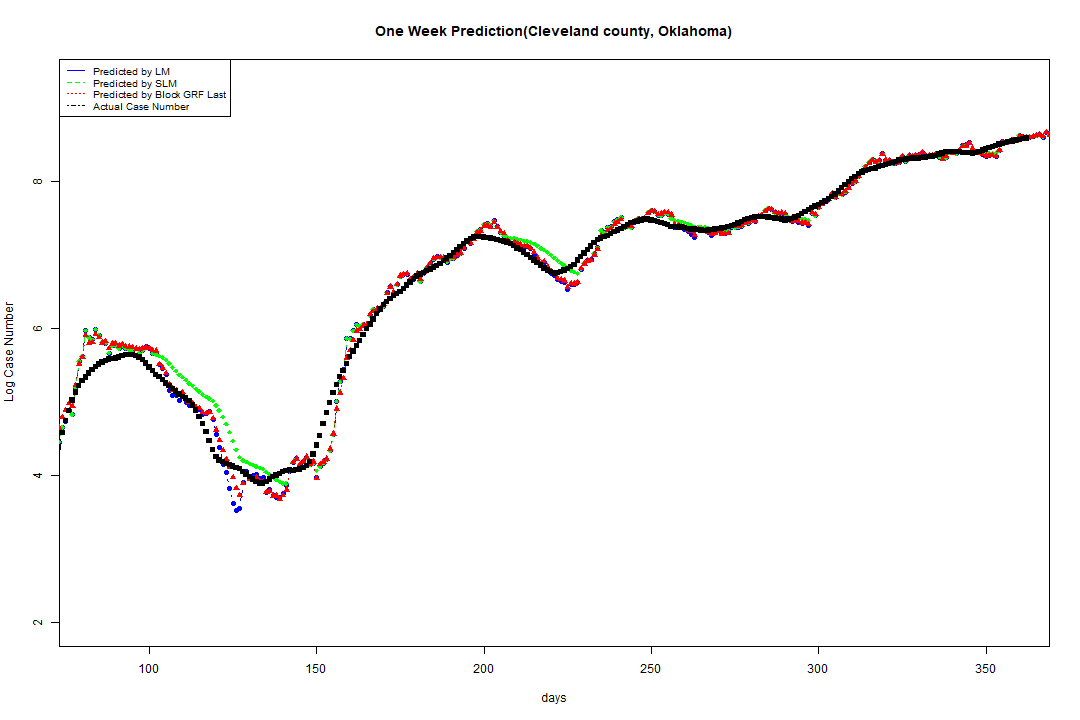 One Week Prediction(Cleveland county, Oklahoma)
Predicted by LM
Predicted by SLM
Predicted by Block GRF Last
Actual Case Number
8
6
4
2
Log Case Number
100 150 200 250 300 350
days